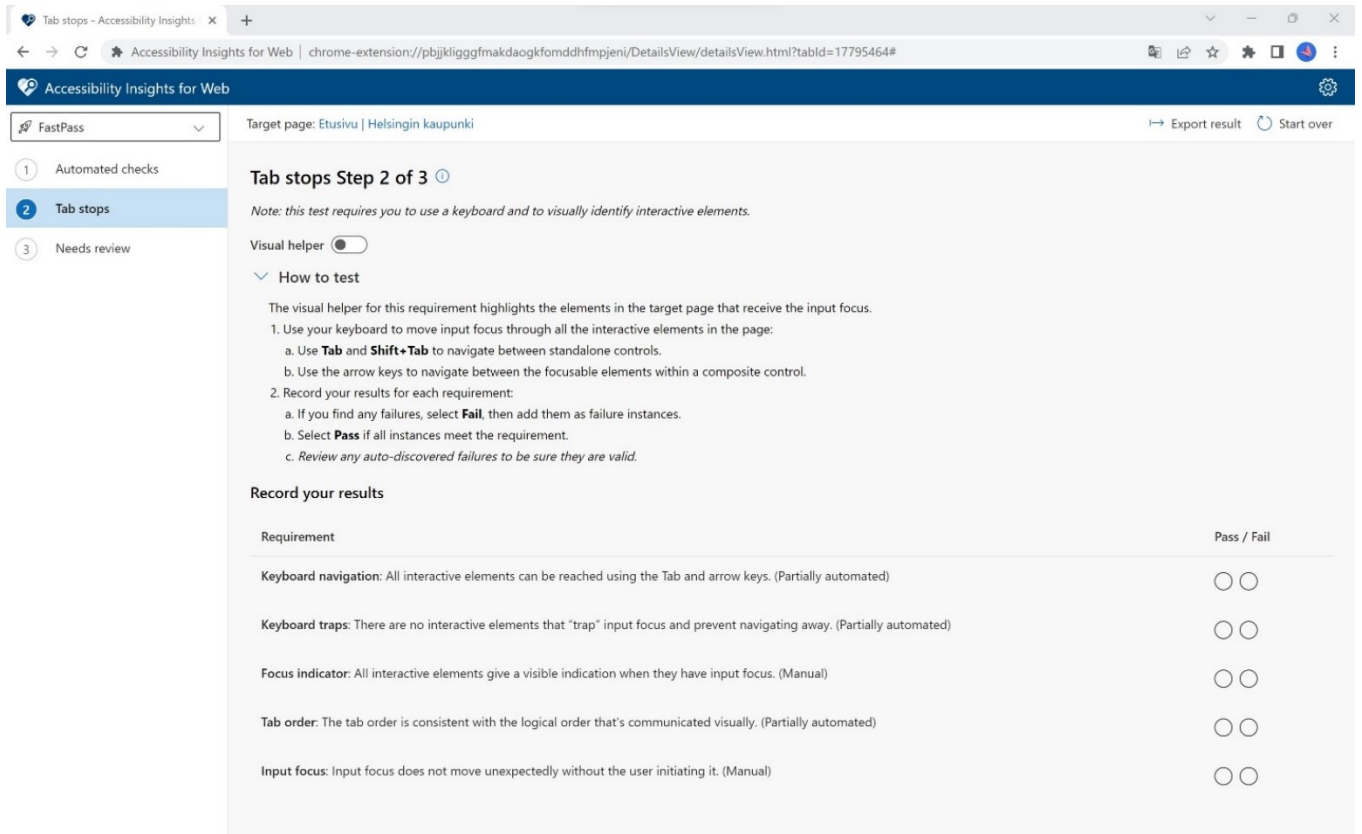 Tab stops - Accessibility Insights
Accessibility Insights for Web | chrome-extension://pbjjkligggfmakdaogkfomddhfmpjeni/DetailsView/detailsView.html?tabId=17795464#
Accessibility Insights for Web
FastPass
Target page: Etusivu | Helsingin kaupunki
Export result
Start over
1 Automated checks
2 Tab stops
3 Needs review
Tab stops Step 2 of 3
Note: this test requires you to use a keyboard and to visually identify interactive elements.
Visual helper
How to test
The visual helper for this requirement highlights the elements in the target page that receive the input focus.
1. Use your keyboard to move input focus through all the interactive elements in the page:
a. Use Tab and Shift+Tab to navigate between standalone controls.
b. Use the arrow keys to navigate between the focusable elements within a composite control.
2. Record your results for each requirement:
a. If you find any failures, select Fail, then add them as failure instances.
b. Select Pass if all instances meet the requirement.
c. Review any auto-discovered failures to be sure they are valid.
Record your results
Requirement
Pass / Fail
Keyboard navigation: All interactive elements can be reached using the Tab and arrow keys. (Partially automated)
Keyboard traps: There are no interactive elements that "trap" input focus and prevent navigating away. (Partially automated)
Focus indicator: All interactive elements give a visible indication when they have input focus. (Manual)
Tab order: The tab order is consistent with the logical order that's communicated visually. (Partially automated)
Input focus: Input focus does not move unexpectedly without the user initiating it. (Manual)